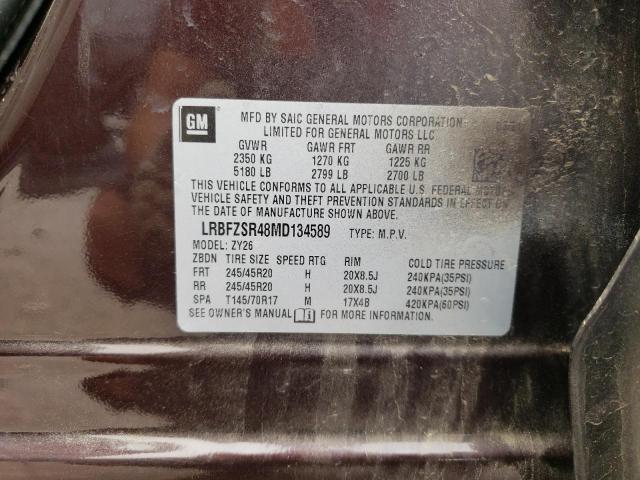 GM
MFD BY SAIC GENERAL MOTORS CORPORATION
LIMITED FOR GENERAL MOTORS LLC
GVWR GAWR FRT GAWR RR
2350 KG 1270 KG 1225 KG
5180 LB 2799 LB 2700 LB
THIS VEHICLE CONFORMS TO ALL APPLICABLE U.S. FEDERAL MOTOR
VEHICLE SAFETY AND THEFT PREVENTION STANDARDS IN EFFECT
ON THE DATE OF MANUFACTURE SHOWN ABOVE.
LRBFZSR48MD134589 TYPE: M.P.V.
MODEL: ZY26
ZBDN TIRE SIZE SPEED RTG RIM COLD TIRE PRESSURE
FRT 245/45R20 H 20X8.5J 240KPA(35PSI)
RR 245/45R20 H 20X8.5J 240KPA(35PSI)
SPA T145/70R17 M 17X4B 420KPA(60PSI)
SEE OWNER'S MANUAL FOR MORE INFORMATION.